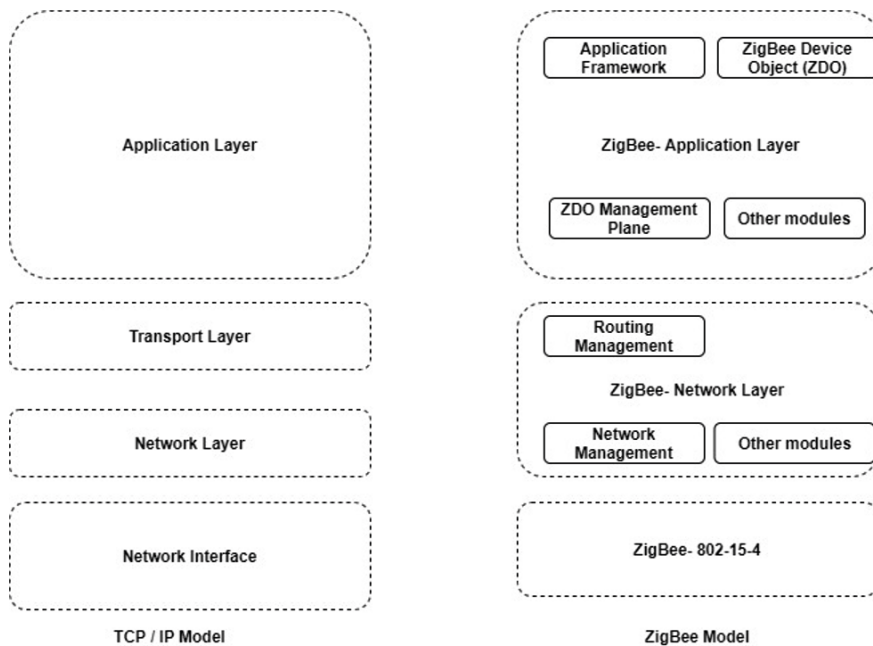 Application Layer
Transport Layer
Network Layer
Network Interface
TCP / IP Model
Application
Framework
ZigBee Device
Object (ZDO)
ZigBee- Application Layer
ZDO Management
Plane
Other modules
Routing
Management
ZigBee- Network Layer
Network
Management
Other modules
ZigBee- 802-15-4
ZigBee Model